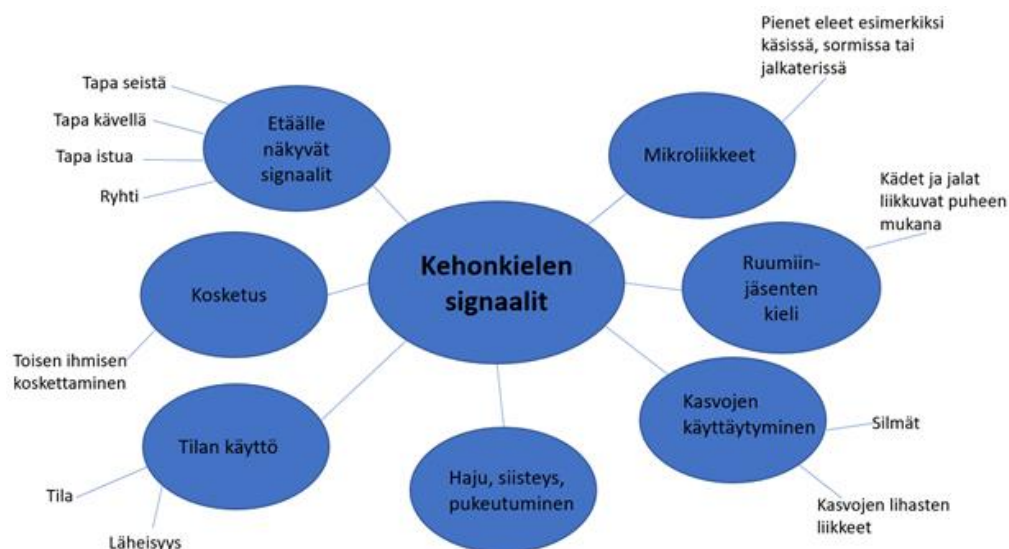 Pienet eleet esimerkiksi
käsissä, sormissa tai
jalkaterissä
Tapa seistä
Tapa kävellä
Tapa istua
Ryhti
Etäälle
näkyvät
signaalit
Mikroliikkeet
Kädet ja jalat
liikkuvat puheen
mukana
Kehonkielen
signaalit
Kosketus
Ruumiin-
jäsenten
kieli
Toisen ihmisen
koskettaminen
Kasvojen
käyttäytyminen
Silmät
Tilan käyttö
Haju, siisteys,
pukeutuminen
Tila
Läheisyys
Kasvojen lihasten
liikkeet